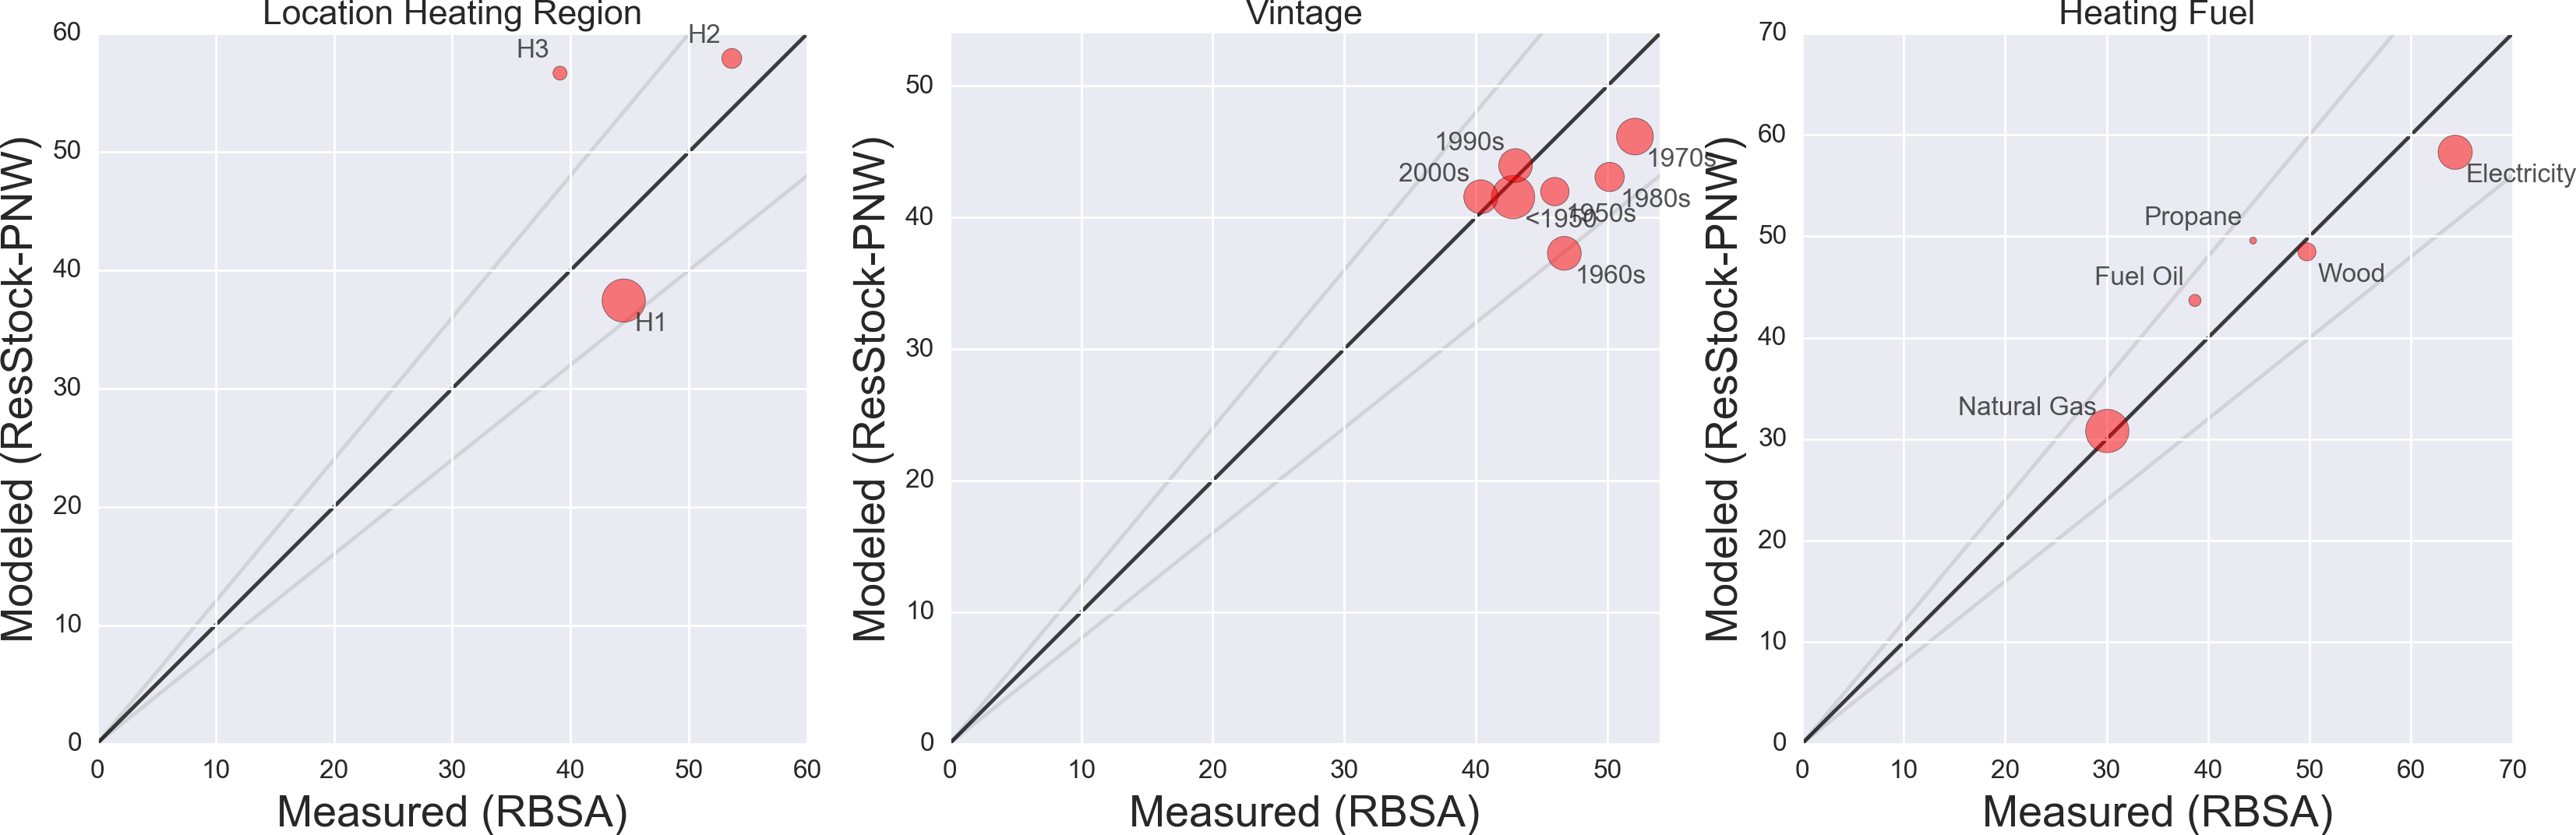 Location Heating Region
Modeled (ResStock-PNW)
60
50
40
30
20
10
0
H3
H2
H1
0 10 20 30 40 50 60
Measured (RBSA)
Vintage
Modeled (ResStock-PNW)
50
40
30
20
10
0
1990s
2000s
1970s
1980s
1950s
<1950
1960s
0 10 20 30 40 50
Measured (RBSA)
Heating Fuel
Modeled (ResStock-PNW)
70
60
50
40
30
20
10
0
Electricity
Propane
Wood
Fuel Oil
Natural Gas
0 10 20 30 40 50 60 70
Measured (RBSA)